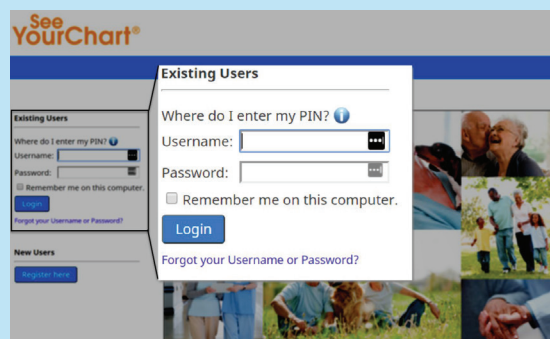 See
YourChart®
Existing Users
Where do I enter my PIN?
Username:
Password:
Remember me on this computer.
Login
Forgot your Username or Password?
New Users
Register here
Existing Users
Where do I enter my PIN?
Username:
Password:
Remember me on this computer.
Login
Forgot your Username or Password?